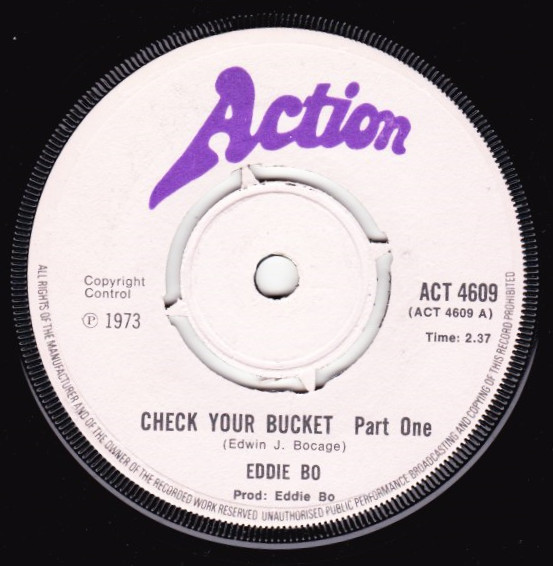 Action
Copyright
Control
℗ 1973
ACT 4609
(ACT 4609 A)
Time: 2.37
CHECK YOUR BUCKET Part One
(Edwin J. Bocage)
EDDIE BO
Prod: Eddie Bo
ALL RIGHTS OF THE MANUFACTURER AND OF THE OWNER OF THE RECORDED WORK RESERVED UNAUTHORISED PUBLIC PERFORMANCE BROADCASTING AND COPYING OF THIS RECORD PROHIBITED